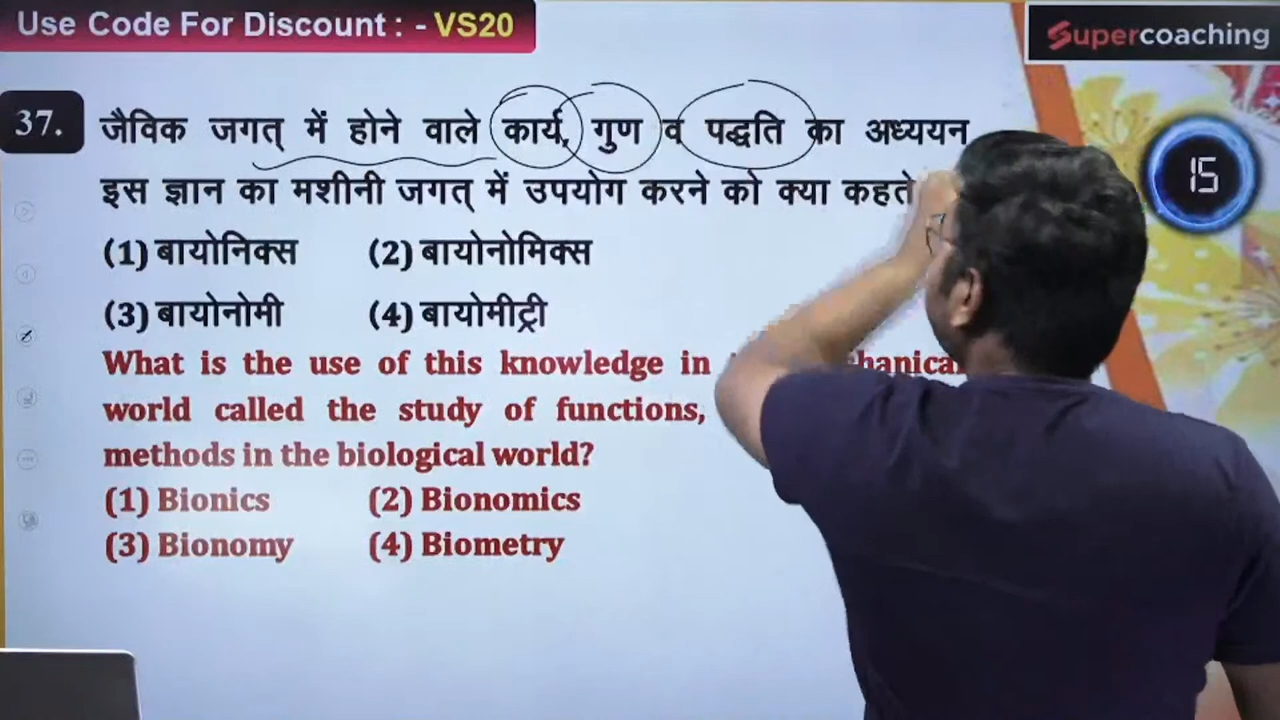 Use Code For Discount : - VS20
Supercoaching
37. जैविक जगत् में होने वाले कार्य, गुण व पद्धति का अध्ययन
15
इस ज्ञान का मशीनी जगत् में उपयोग करने को क्या कहते
(1) बायोनिक्स (2) बायोनोमिक्स
(3) बायोनोमी (4) बायोमीट्री
What is the use of this knowledge in
world called the study of functions,
methods in the biological world?
(1) Bionics (2) Bionomics
(3) Bionomy (4) Biometry